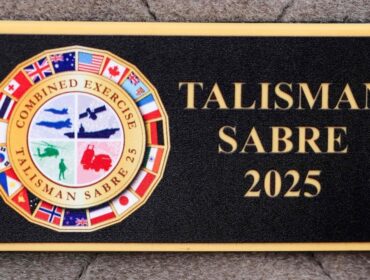 COMBINED EXERCISE
TALISMAN SABRE 25
TALISMAN
SABRE
2025